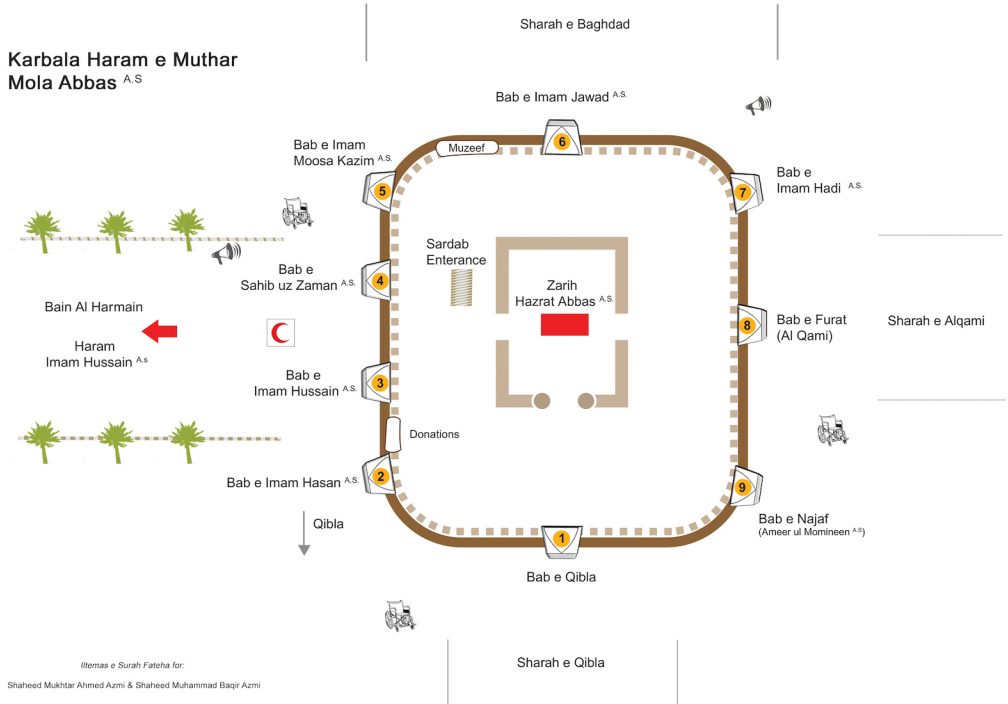 Sharah e Baghdad
Karbala Haram e Muthar
Mola Abbas A.S
Bab e Imam Jawad A.S.
6
Bab e Imam
Moosa Kazim A.S.
Muzeef
5
7
Bab e
Imam Hadi A.S.
Sardab
Enterance
Bab e
Sahib uz Zaman A.S.
4
Zarih
Hazrat Abbas A.S.
Bain Al Harmain
Haram
Imam Hussain A.s
8
Bab e Furat
(Al Qami)
Sharah e Alqami
Bab e
Imam Hussain A.S.
3
Donations
Bab e Imam Hasan A.S.
2
9
Qibla
Bab e Najaf
(Ameer ul Momineen A.S)
1
Bab e Qibla
Sharah e Qibla
Iltemas e Surah Fateha for:
Shaheed Mukhtar Ahmed Azmi & Shaheed Muhammad Baqir Azmi